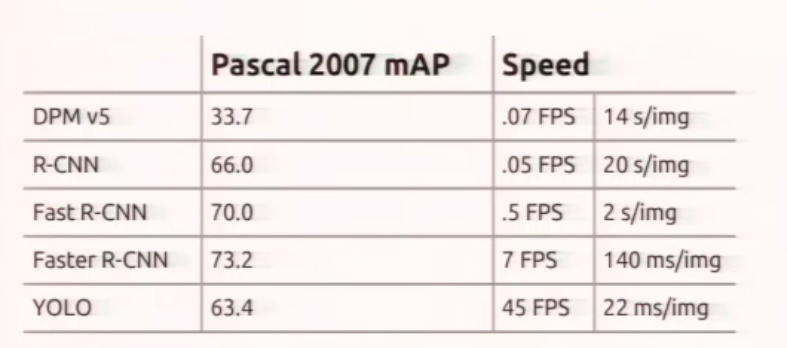 Pascal 2007 mAP Speed
DPM v5 33.7 .07 FPS 14 s/img
R-CNN 66.0 .05 FPS 20 s/img
Fast R-CNN 70.0 .5 FPS 2 s/img
Faster R-CNN 73.2 7 FPS 140 ms/img
YOLO 63.4 45 FPS 22 ms/img